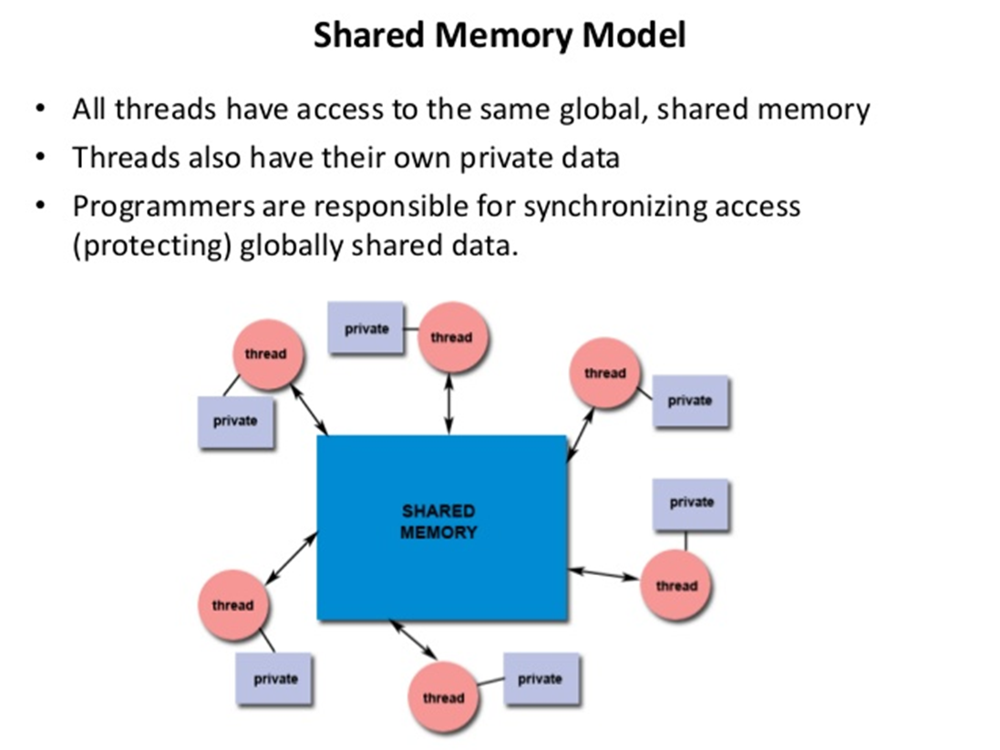 Shared Memory Model
• All threads have access to the same global, shared memory
• Threads also have their own private data
• Programmers are responsible for synchronizing access
(protecting) globally shared data.
private
thread
thread
private
thread
private
SHARED
MEMORY
private
thread
thread
private
thread
private